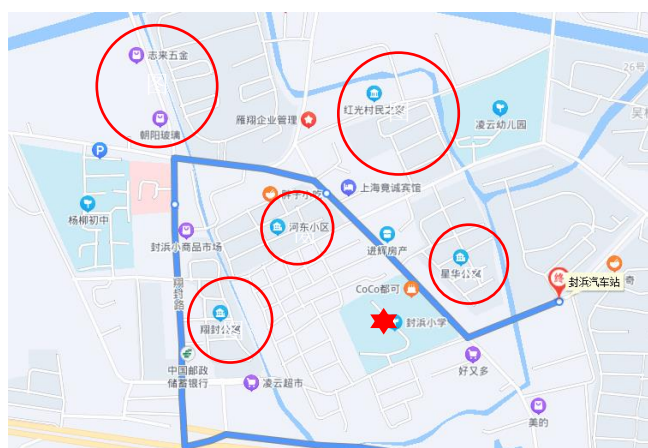 志来五金
朝阳玻璃
雁翔企业管理
红光村民之家
凌云幼儿园
26号
吴杨
P
杨柳初中
胖子小吃
上海竟诚宾馆
河东小区
封浜小商品市场
进辉房产
星华公寓
终
奇
封浜汽车站
CoCo都可
翔封路
翔封公寓
封浜小学
中国邮政
储蓄银行
凌云超市
好又多
美的